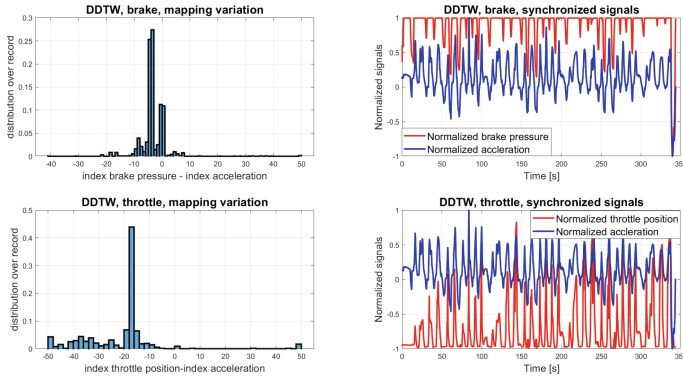 DDTW, brake, mapping variation
distribution over record
0.3
0.25
0.2
0.15
0.1
0.05
0
-40 -30 -20 -10 0 10 20 30 40 50
index brake pressure - index acceleration
DDTW, brake, synchronized signals
Normalized signals
1
0.5
0
-0.5
-1
Normalized brake pressure
Normalized accleration
0 50 100 150 200 250 300 345
Time [s]
DDTW, throttle, mapping variation
distribution over record
0.5
0.4
0.3
0.2
0.1
0
-50 -40 -30 -20 -10 0 10 20 30 40 50
index throttle position-index acceleration
DDTW, throttle, synchronized signals
Normalized signals
1
0.5
0
-0.5
-1
Normalized throttle position
Normalized accleration
0 50 100 150 200 250 300 345
Time [s]